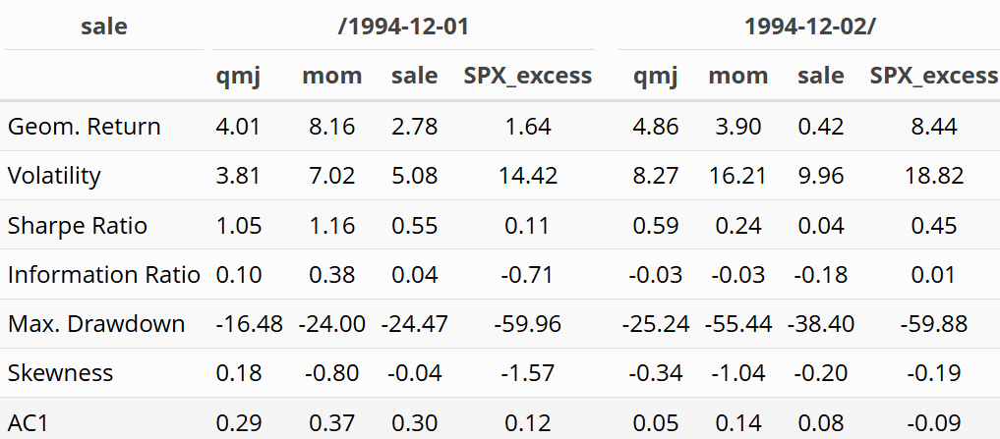 sale /1994-12-01 1994-12-02/
qmj mom sale SPX_excess qmj mom sale SPX_excess
Geom. Return 4.01 8.16 2.78 1.64 4.86 3.90 0.42 8.44
Volatility 3.81 7.02 5.08 14.42 8.27 16.21 9.96 18.82
Sharpe Ratio 1.05 1.16 0.55 0.11 0.59 0.24 0.04 0.45
Information Ratio 0.10 0.38 0.04 -0.71 -0.03 -0.03 -0.18 0.01
Max. Drawdown -16.48 -24.00 -24.47 -59.96 -25.24 -55.44 -38.40 -59.88
Skewness 0.18 -0.80 -0.04 -1.57 -0.34 -1.04 -0.20 -0.19
AC1 0.29 0.37 0.30 0.12 0.05 0.14 0.08 -0.09